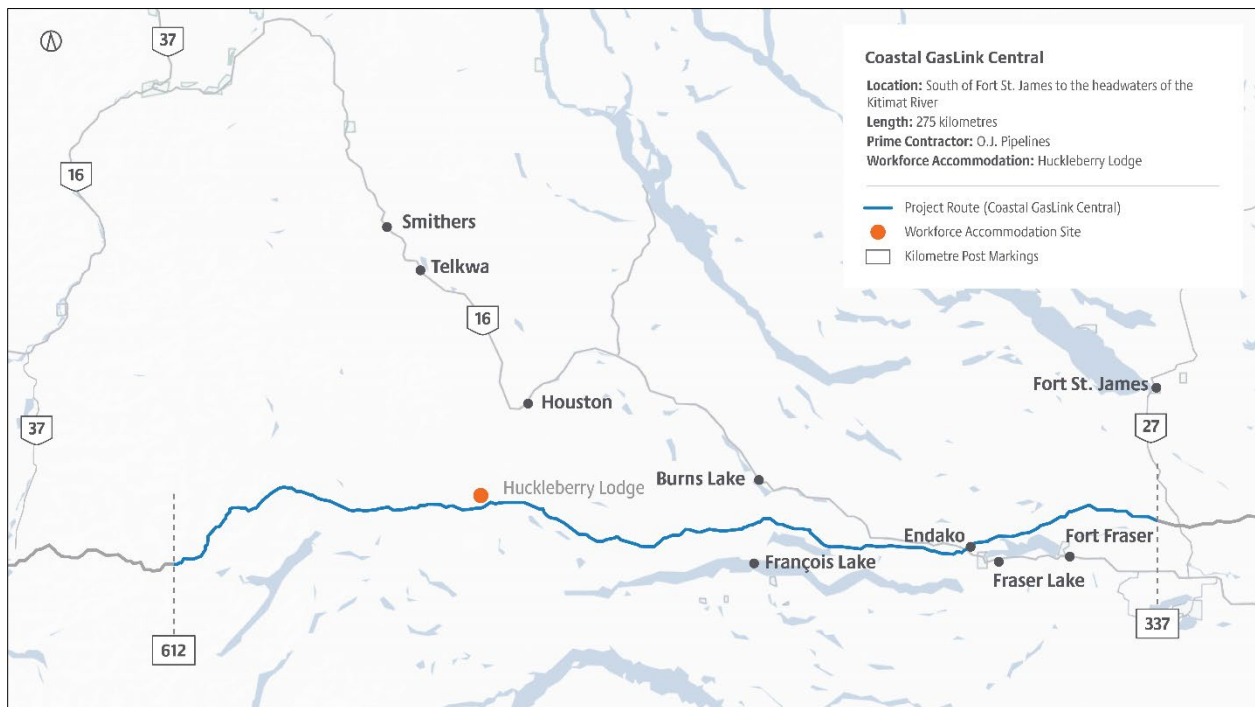 37
Coastal GasLink Central
Location: South of Fort St. James to the headwaters of the
Kitimat River
Length: 275 kilometres
Prime Contractor: O.J. Pipelines
Workforce Accommodation: Huckleberry Lodge
Project Route (Coastal GasLink Central)
Workforce Accommodation Site
Kilometre Post Markings
16
Smithers
Telkwa
16
Fort St. James
Houston
37
27
Burns Lake
Huckleberry Lodge
Endako
Fort Fraser
François Lake
Fraser Lake
612
337